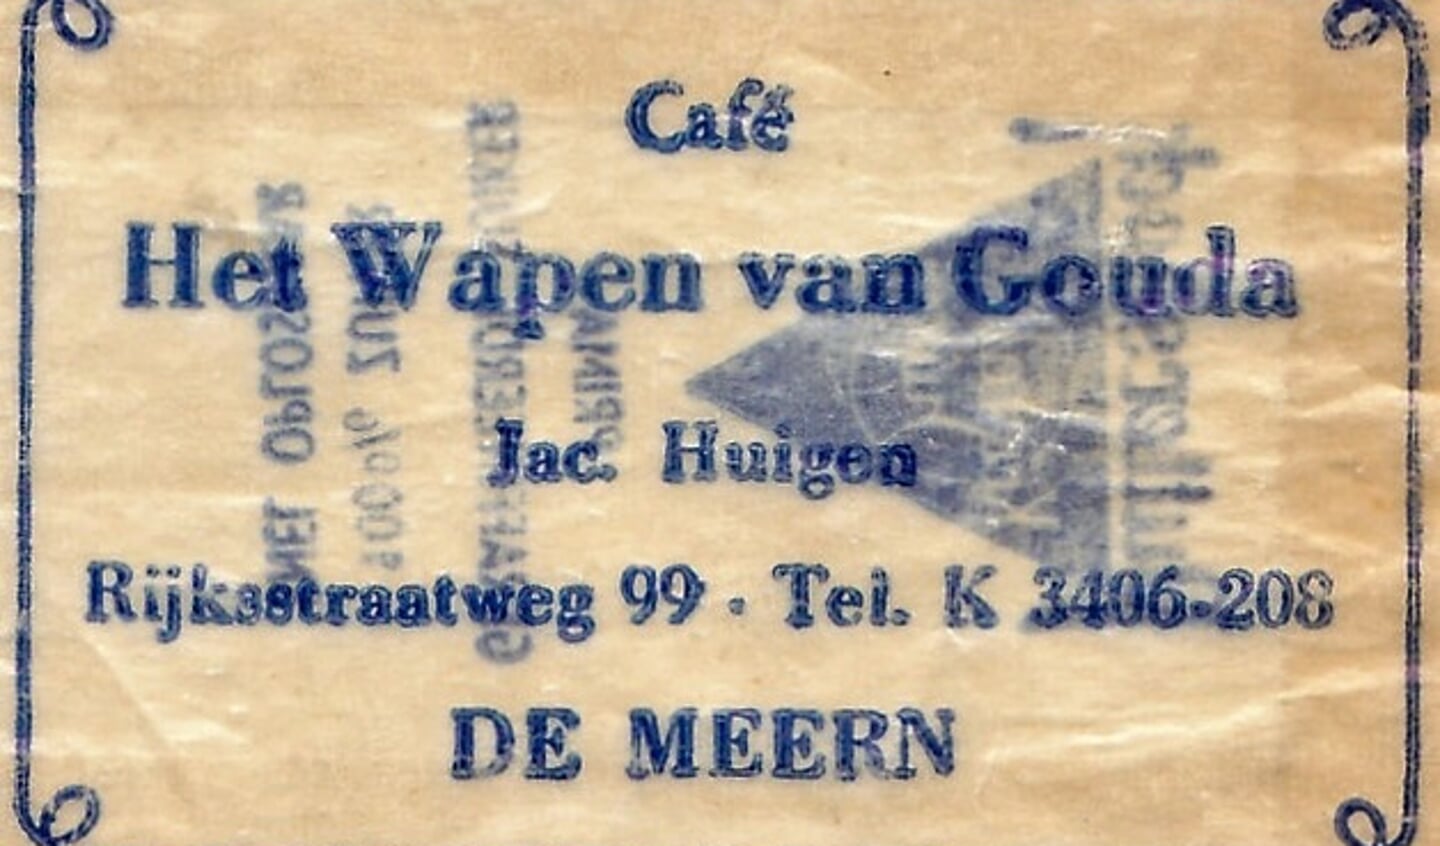 Café
Het Wapen van Gouda
Jac. Huigen
Rijksstraatweg 99 - Tel. K 3406-208
DE MEERN